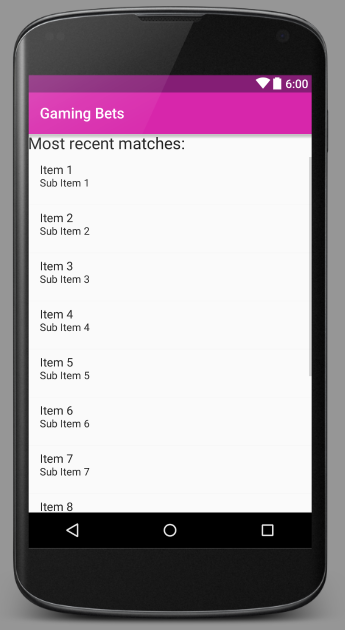 6:00
Gaming Bets
Most recent matches:
Item 1
Sub Item 1
Item 2
Sub Item 2
Item 3
Sub Item 3
Item 4
Sub Item 4
Item 5
Sub Item 5
Item 6
Sub Item 6
Item 7
Sub Item 7
Item 8